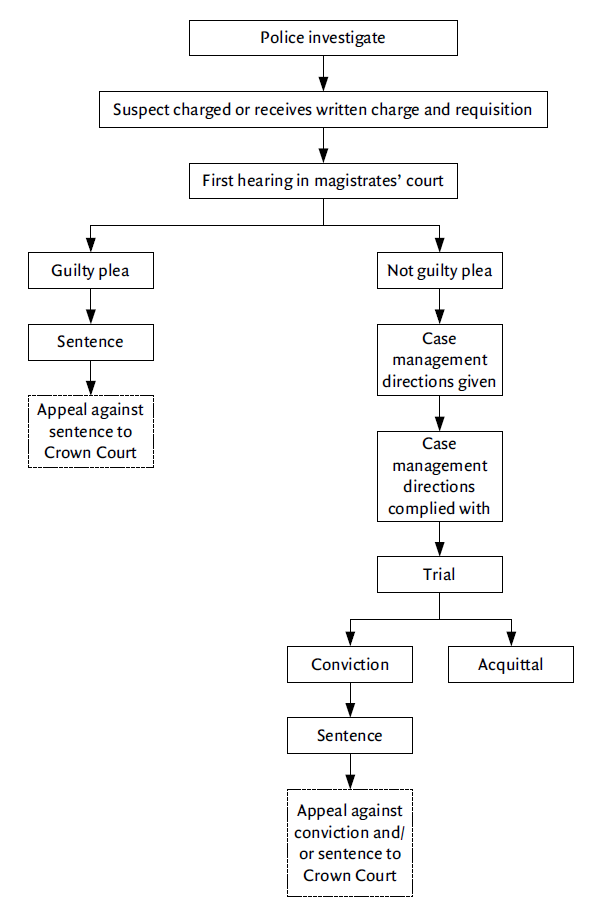 Police investigate
Suspect charged or receives written charge and requisition
First hearing in magistrates’ court
Guilty plea
Not guilty plea
Sentence
Case
management
directions given
Appeal against
sentence to
Crown Court
Case
management
directions
complied with
Trial
Conviction
Acquittal
Sentence
Appeal against
conviction and/
or sentence to
Crown Court